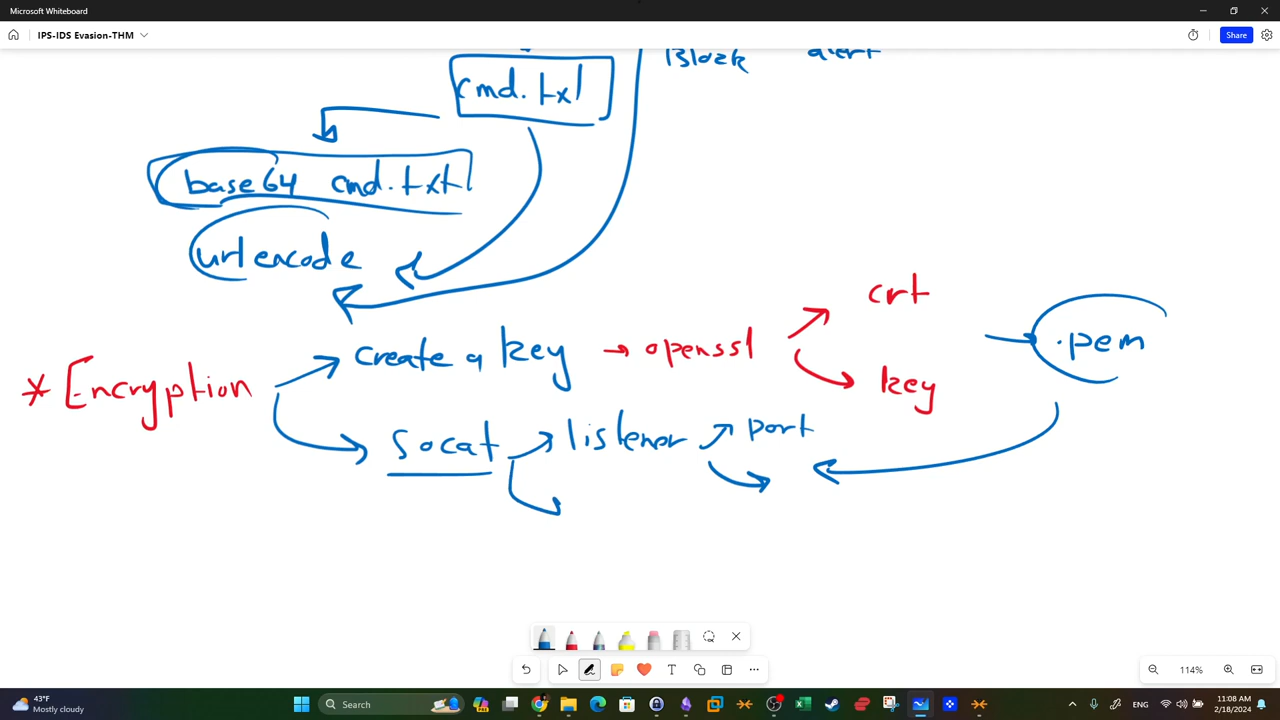 Microsoft Whiteboard
IPS-IDS Evasion-THM
Share
Block alert
cmd.txt
base64 cmd.txt
urlencode
* Encryption
create a key → openssl
crt
key
.pem
socat
listener
port
114%
43°F
Mostly cloudy
Search
ENG
11:08 AM
2/18/2024